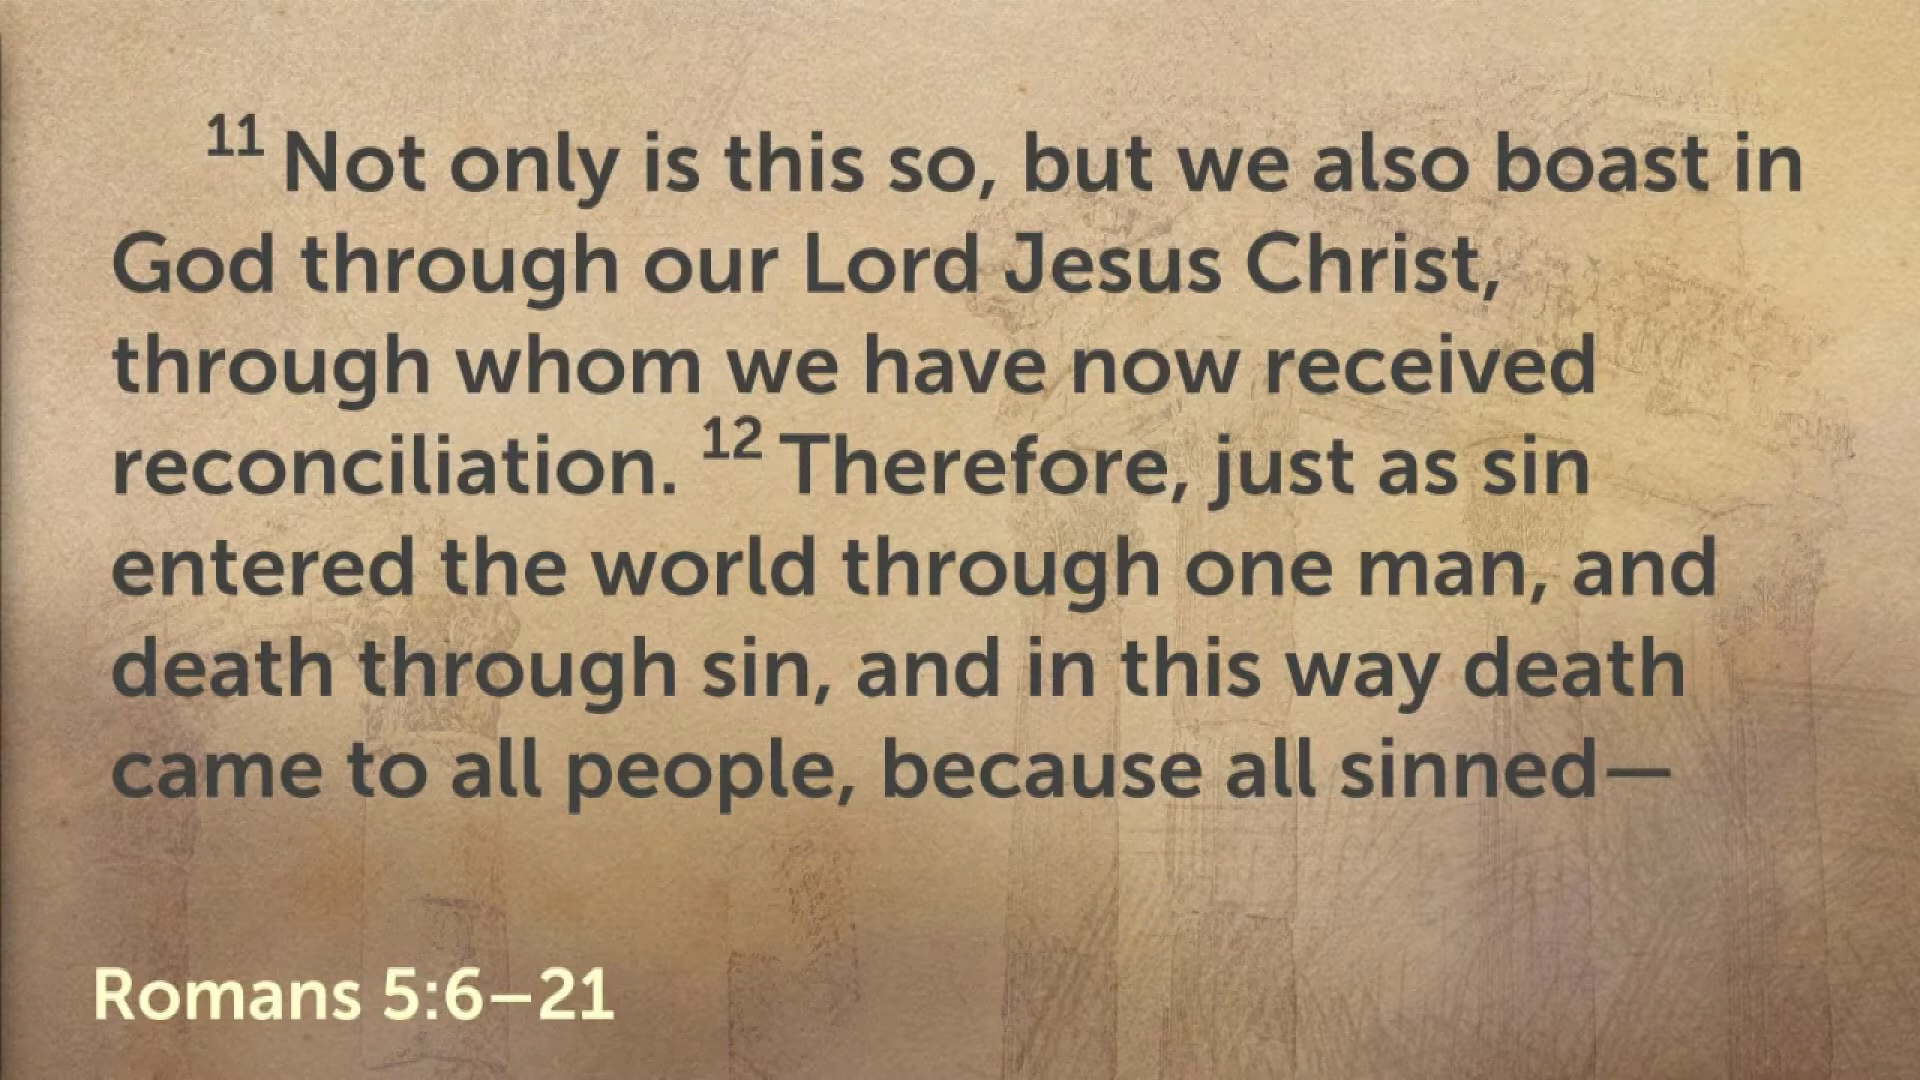 11 Not only is this so, but we also boast in
God through our Lord Jesus Christ,
through whom we have now received
reconciliation. 12 Therefore, just as sin
entered the world through one man, and
death through sin, and in this way death
came to all people, because all sinned—
Romans 5:6–21